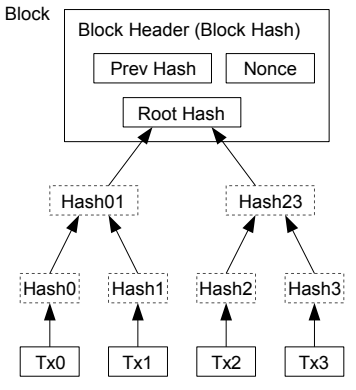 Block
Block Header (Block Hash)
Prev Hash Nonce
Root Hash
Hash01 Hash23
Hash0 Hash1 Hash2 Hash3
Tx0 Tx1 Tx2 Tx3